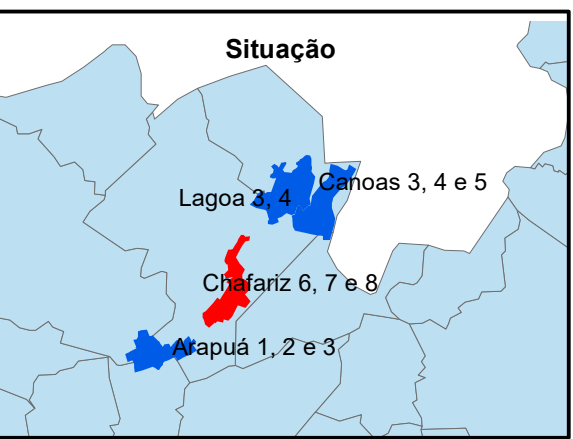 Situação
Canoas 3, 4 e 5
Lagoa 3, 4
Chafariz 6, 7 e 8
Arapuá 1, 2 e 3